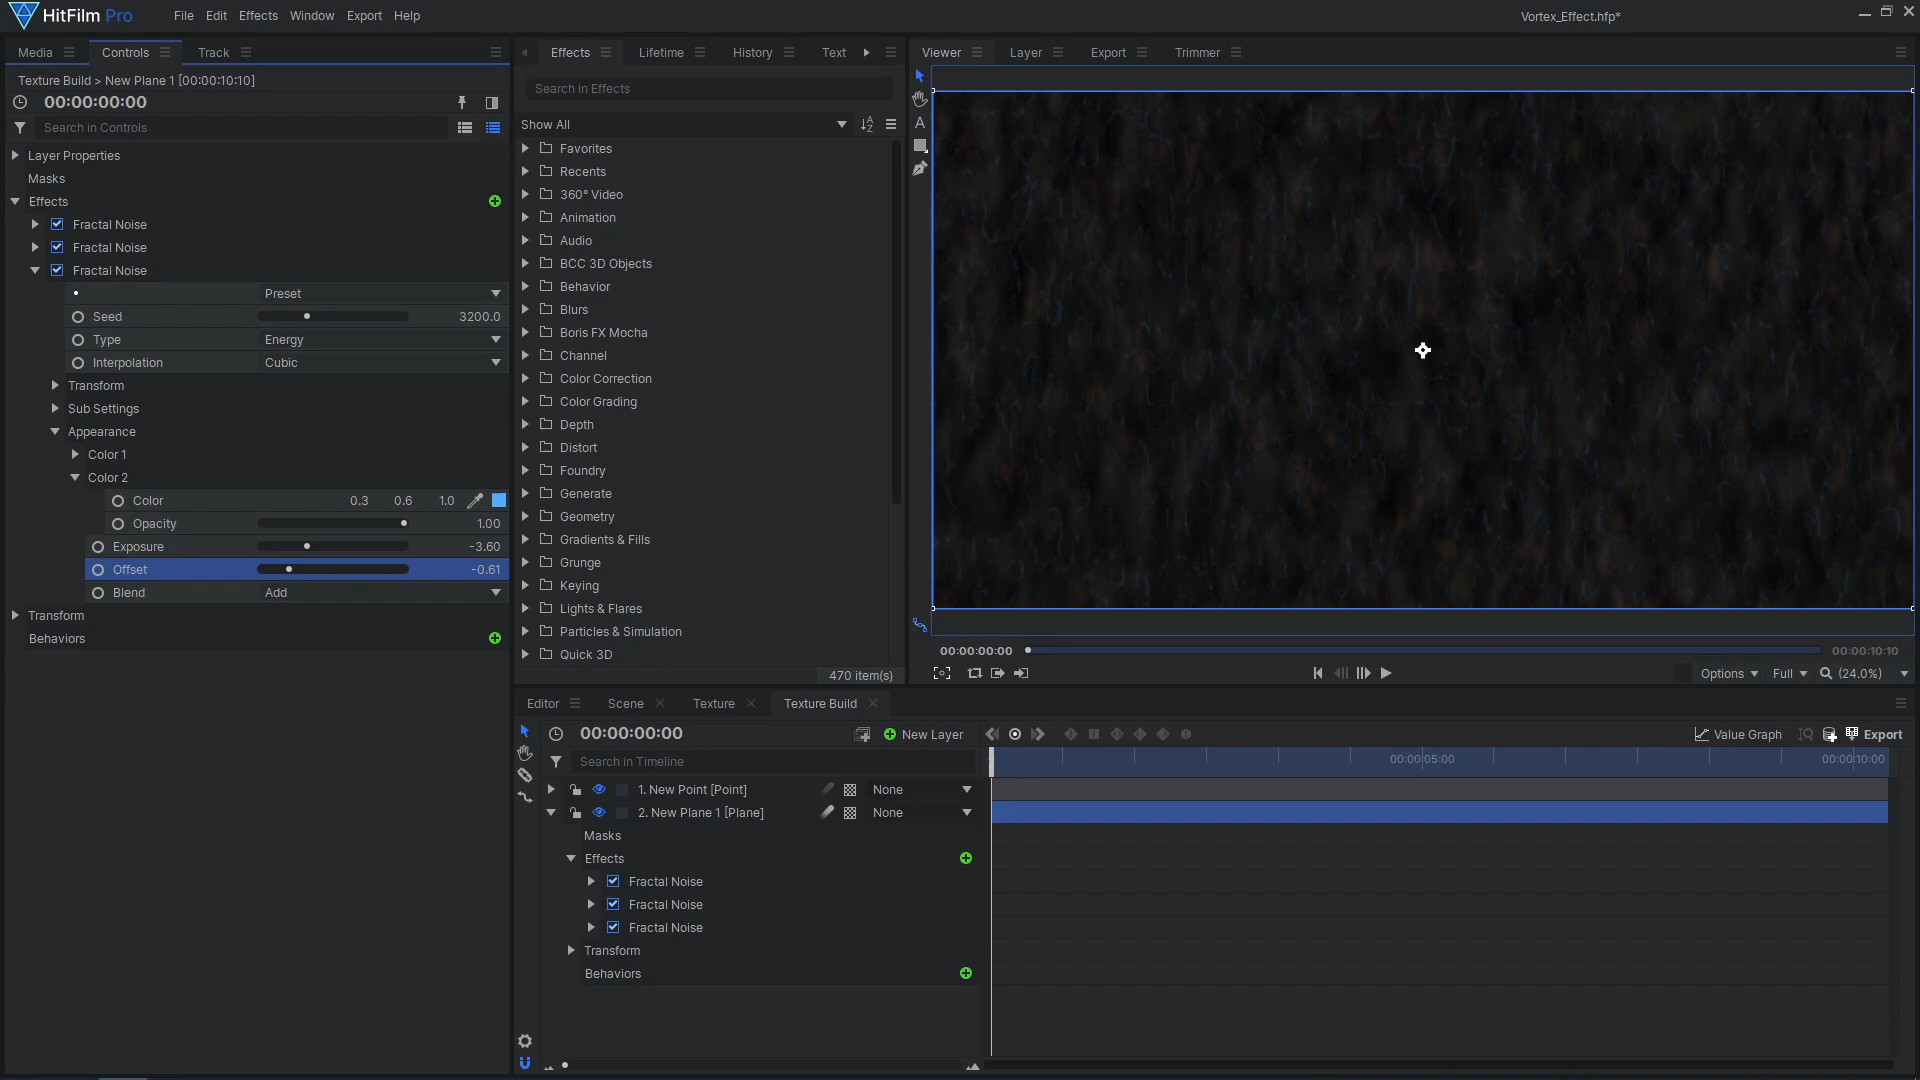 HitFilm Pro
File Edit Effects Window Export Help
Vortex_Effect.hfp*
Media Controls Track
Texture Build > New Plane 1 [00:00:10:10]
00:00:00:00
Search in Controls
Layer Properties
Masks
Effects
Fractal Noise
Fractal Noise
Fractal Noise
Preset
Seed 3200.0
Type Energy
Interpolation Cubic
Transform
Sub Settings
Appearance
Color 1
Color 2
Color 0.3 0.6 1.0
Opacity 1.00
Exposure -3.60
Offset -0.61
Blend Add
Transform
Behaviors
Effects Lifetime History Text
Search in Effects
Show All
Favorites
Recents
360° Video
Animation
Audio
BCC 3D Objects
Behavior
Blurs
Boris FX Mocha
Channel
Color Correction
Color Grading
Depth
Distort
Foundry
Generate
Geometry
Gradients & Fills
Grunge
Keying
Lights & Flares
Particles & Simulation
Quick 3D
470 item(s)
Viewer Layer Export Trimmer
00:00:00:00 00:00:10:10
Options Full (24.0%)
Editor Scene Texture Texture Build
00:00:00:00 New Layer Value Graph Export
Search in Timeline 00:00:05:00 00:00:10:00
1. New Point [Point] None
2. New Plane 1 [Plane] None
Masks
Effects
Fractal Noise
Fractal Noise
Fractal Noise
Transform
Behaviors